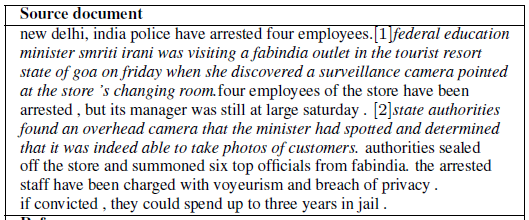 Source document
new delhi, india police have arrested four employees.[1]federal education
minister smriti irani was visiting a fabindia outlet in the tourist resort
state of goa on friday when she discovered a surveillance camera pointed
at the store 's changing room.four employees of the store have been
arrested , but its manager was still at large saturday . [2]state authorities
found an overhead camera that the minister had spotted and determined
that it was indeed able to take photos of customers. authorities sealed
off the store and summoned six top officials from fabindia. the arrested
staff have been charged with voyeurism and breach of privacy .
if convicted , they could spend up to three years in jail .